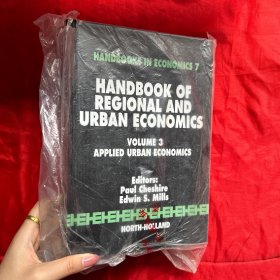 HANDBOOKS IN ECONOMICS 7
HANDBOOK OF
REGIONAL AND
URBAN ECONOMICS
VOLUME 3
APPLIED URBAN ECONOMICS
Editors:
Paul Cheshire
Edwin S. Mills
NORTH-HOLLAND